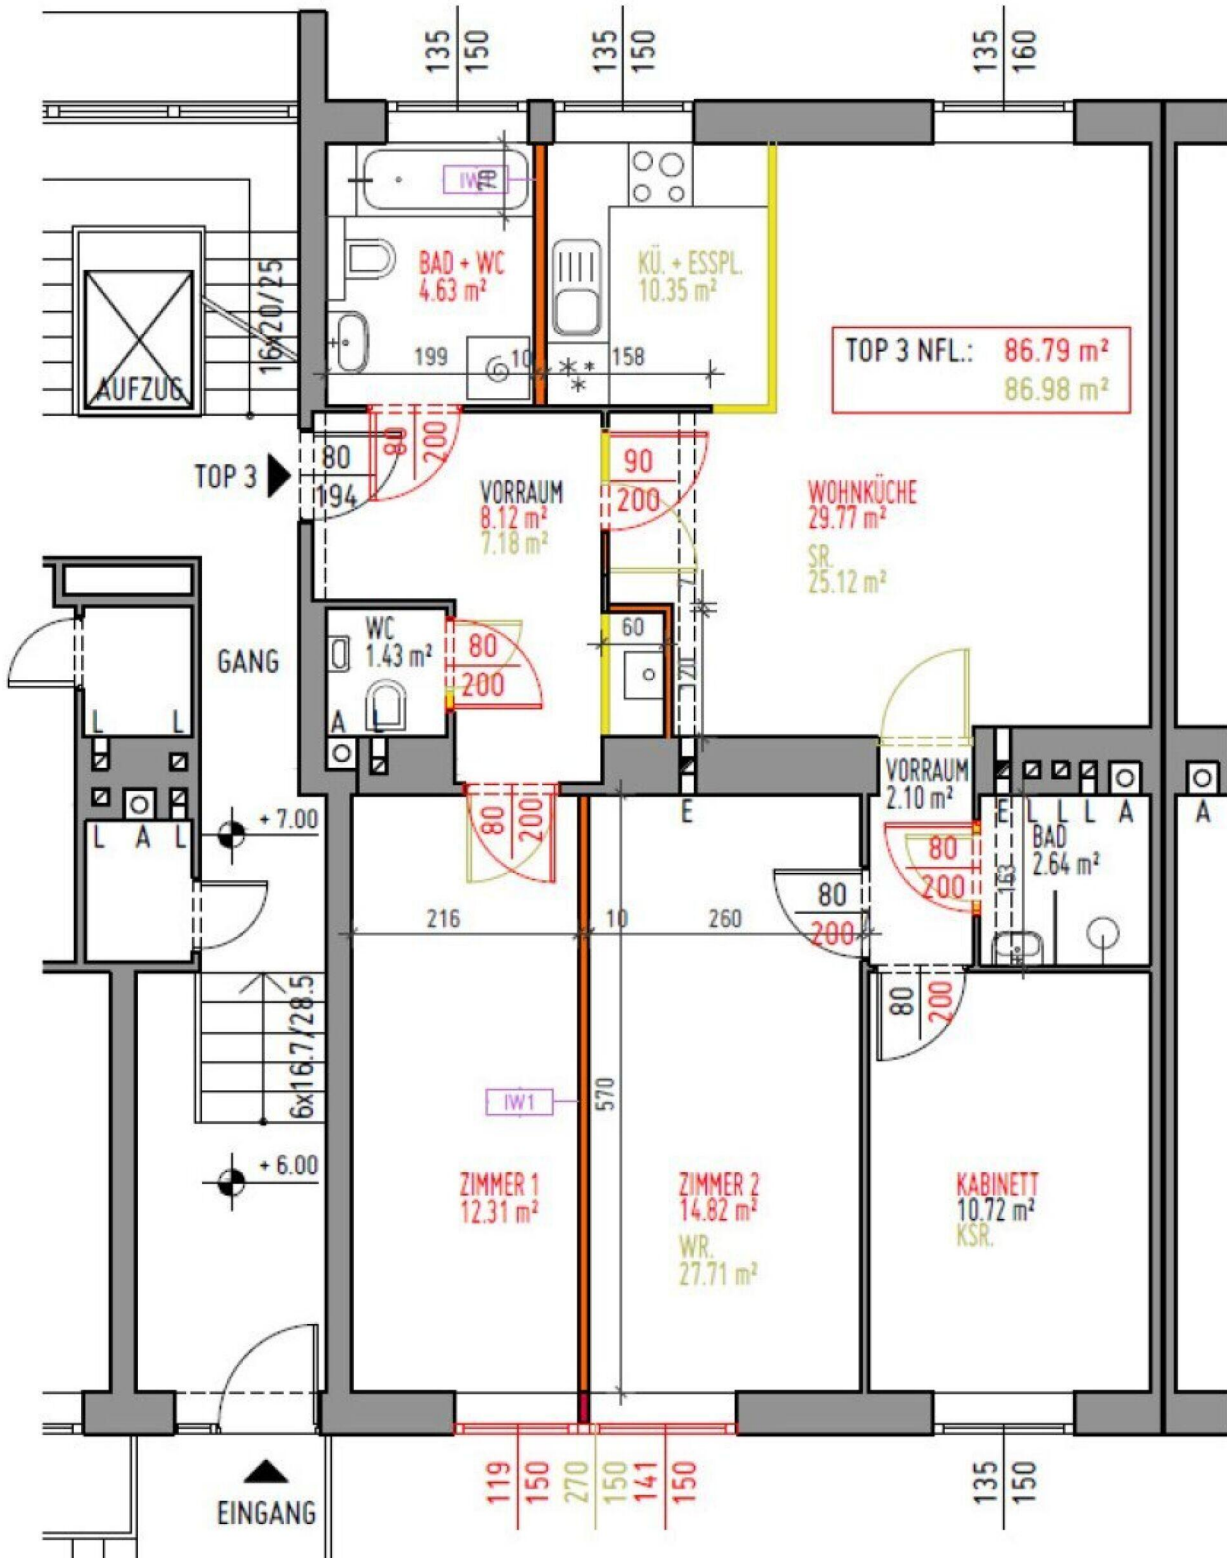 135
150
135
150
135
160
IW1
70
BAD + WC
4.63 m²
KÜ. + ESSPL.
10.35 m²
16x20/25
AUFZUG
199
10
158
TOP 3 NFL.: 86.79 m²
86.98 m²
TOP 3
80
194
80
200
VORRAUM
8.12 m²
7.18 m²
90
200
WOHNKÜCHE
29.77 m²
SR.
25.12 m²
GANG
WC
1.43 m²
80
200
60
120
7
A L
L L
L A L
VORRAUM
2.10 m²
E
E L L L A
A
BAD
2.64 m²
163
+ 7.00
80
200
80
200
80
200
216
10
260
80
200
6x16.7/28.5
570
IW1
+ 6.00
ZIMMER 1
12.31 m²
ZIMMER 2
14.82 m²
WR.
27.71 m²
KABINETT
10.72 m²
KSR.
EINGANG
119
150
270
150
141
150
135
150